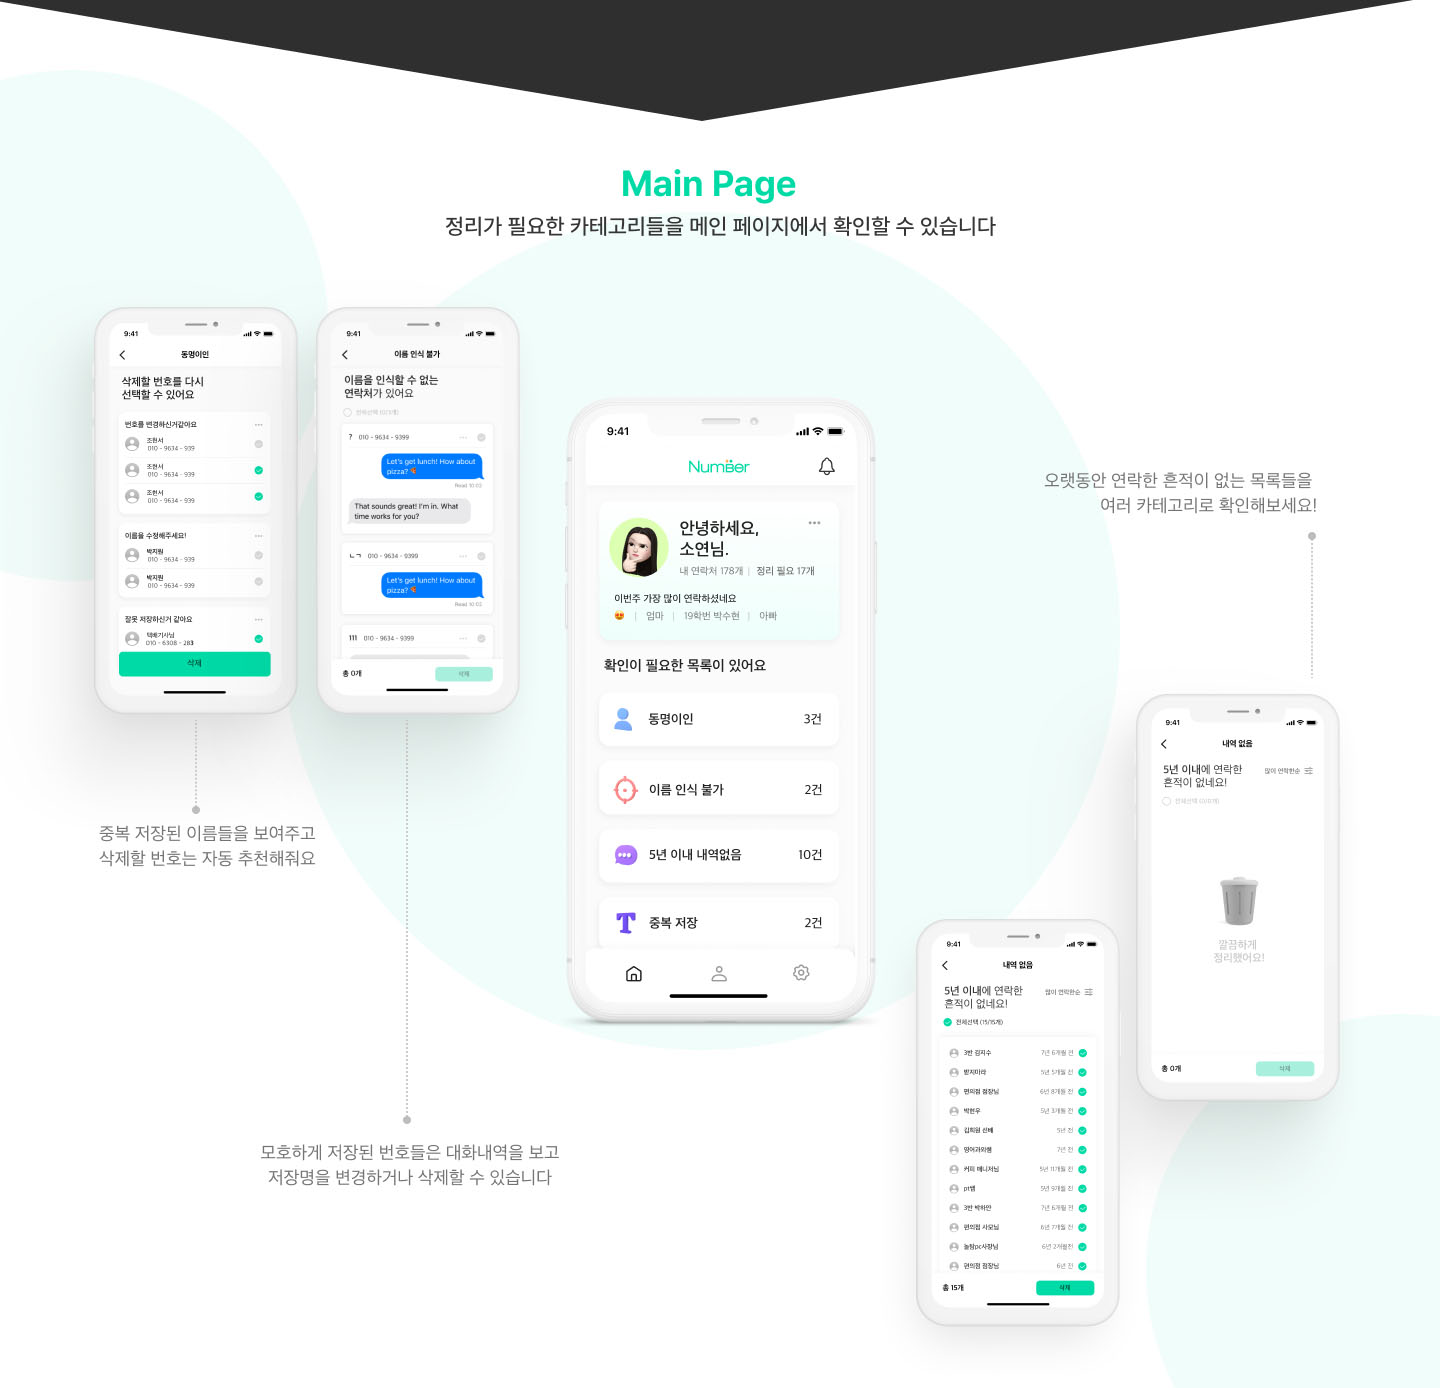 Main Page
정리가 필요한 카테고리들을 메인 페이지에서 확인할 수 있습니다
9:41
동명이인
삭제할 번호를 다시
선택할 수 있어요
번호를 변경하신거같아요
조현서
010 - 9634 - 939
조현서
010 - 9634 - 939
조현서
010 - 9634 - 939
이름을 수정해주세요!
박지원
010 - 9634 - 939
박지원
010 - 9634 - 939
잘못 저장하신거 같아요
택배기사님
010 - 6308 - 283
삭제
중복 저장된 이름들을 보여주고
삭제할 번호는 자동 추천해줘요
9:41
이름 인식 불가
이름을 인식할 수 없는
연락처가 있어요
전체선택 (0/3개)
? 010 - 9634 - 9399
Let's get lunch! How about
pizza? 🍕
Read 10:02
That sounds great! I'm in. What
time works for you?
ㄴㄱ 010 - 9634 - 9399
Let's get lunch! How about
pizza? 🍕
Read 10:02
111 010 - 9634 - 9399
총 0개
삭제
모호하게 저장된 번호들은 대화내역을 보고
저장명을 변경하거나 삭제할 수 있습니다
9:41
Number
안녕하세요,
소연님.
내 연락처 178개 | 정리 필요 17개
이번주 가장 많이 연락하셨네요
😍 | 엄마 | 19학번 박수현 | 아빠
확인이 필요한 목록이 있어요
동명이인 3건
이름 인식 불가 2건
5년 이내 내역없음 10건
중복 저장 2건
오랫동안 연락한 흔적이 없는 목록들을
여러 카테고리로 확인해보세요!
9:41
내역 없음
5년 이내에 연락한
흔적이 없네요!
많이 연락한순
전체선택 (15/15개)
3반 김지수 7년 6개월 전
받지마라 5년 5개월 전
편의점 점장님 6년 8개월 전
박현우 5년 3개월 전
김희원 선배 5년 전
영어과외쌤 7년 전
커피 매니저님 5년 11개월 전
pt쌤 5년 9개월 전
3반 박하얀 7년 6개월 전
편의점 사모님 6년 7개월 전
놀람pc사장님 6년 2개월전
편의점 점장님 6년 전
총 15개
삭제
9:41
내역 없음
5년 이내에 연락한
흔적이 없네요!
많이 연락한순
전체선택 (0/0개)
깔끔하게
정리했어요!
총 0개
삭제